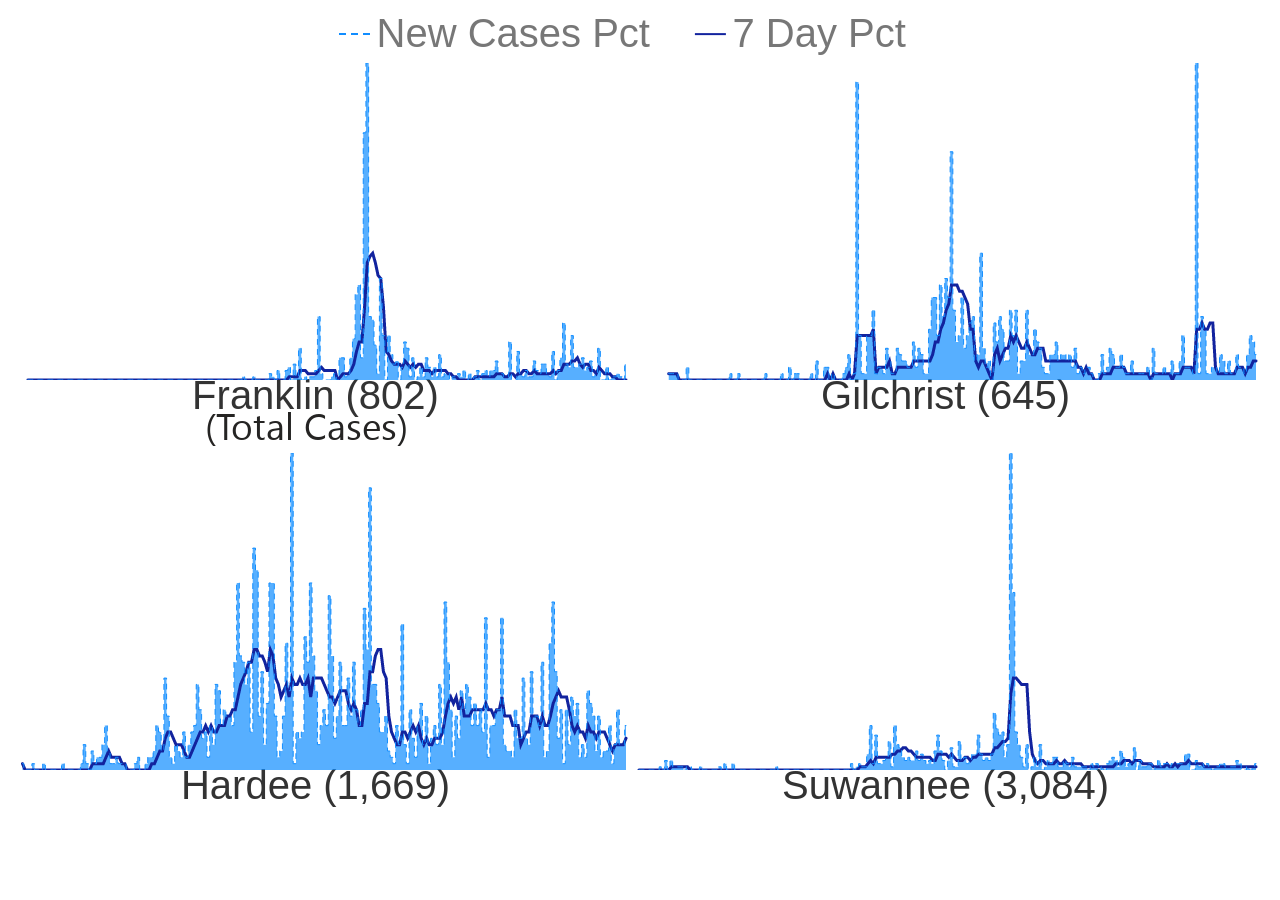 New Cases Pct 7 Day Pct
Franklin (802)
(Total Cases)
Gilchrist (645)
Hardee (1,669)
Suwannee (3,084)